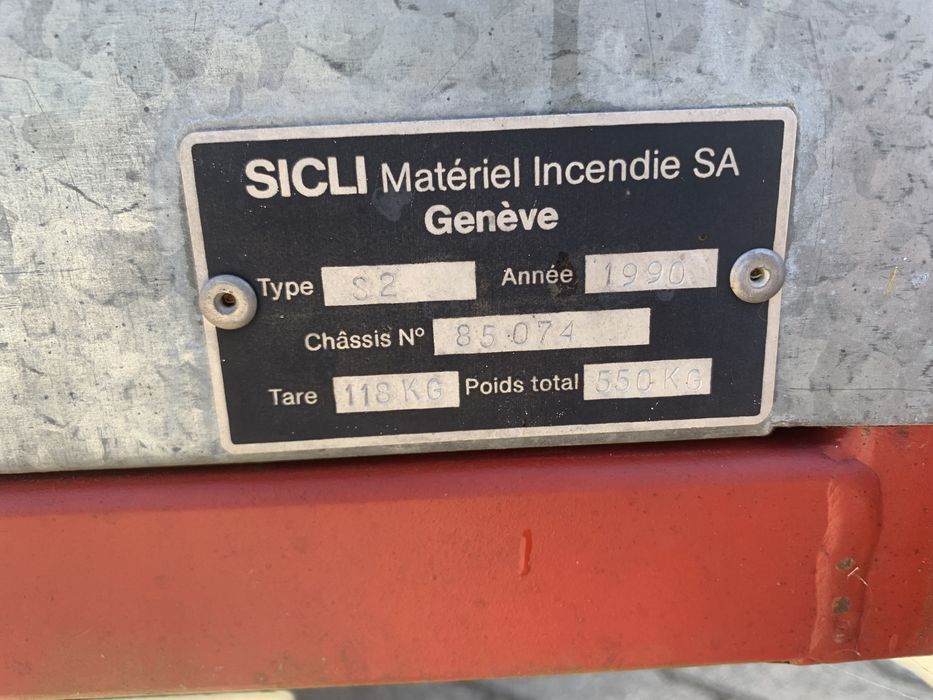 SICLI Matériel Incendie SA
Genève
Type S2 Année 1990
Châssis Nº 85 074
Tare 118 KG Poids total 550 KG